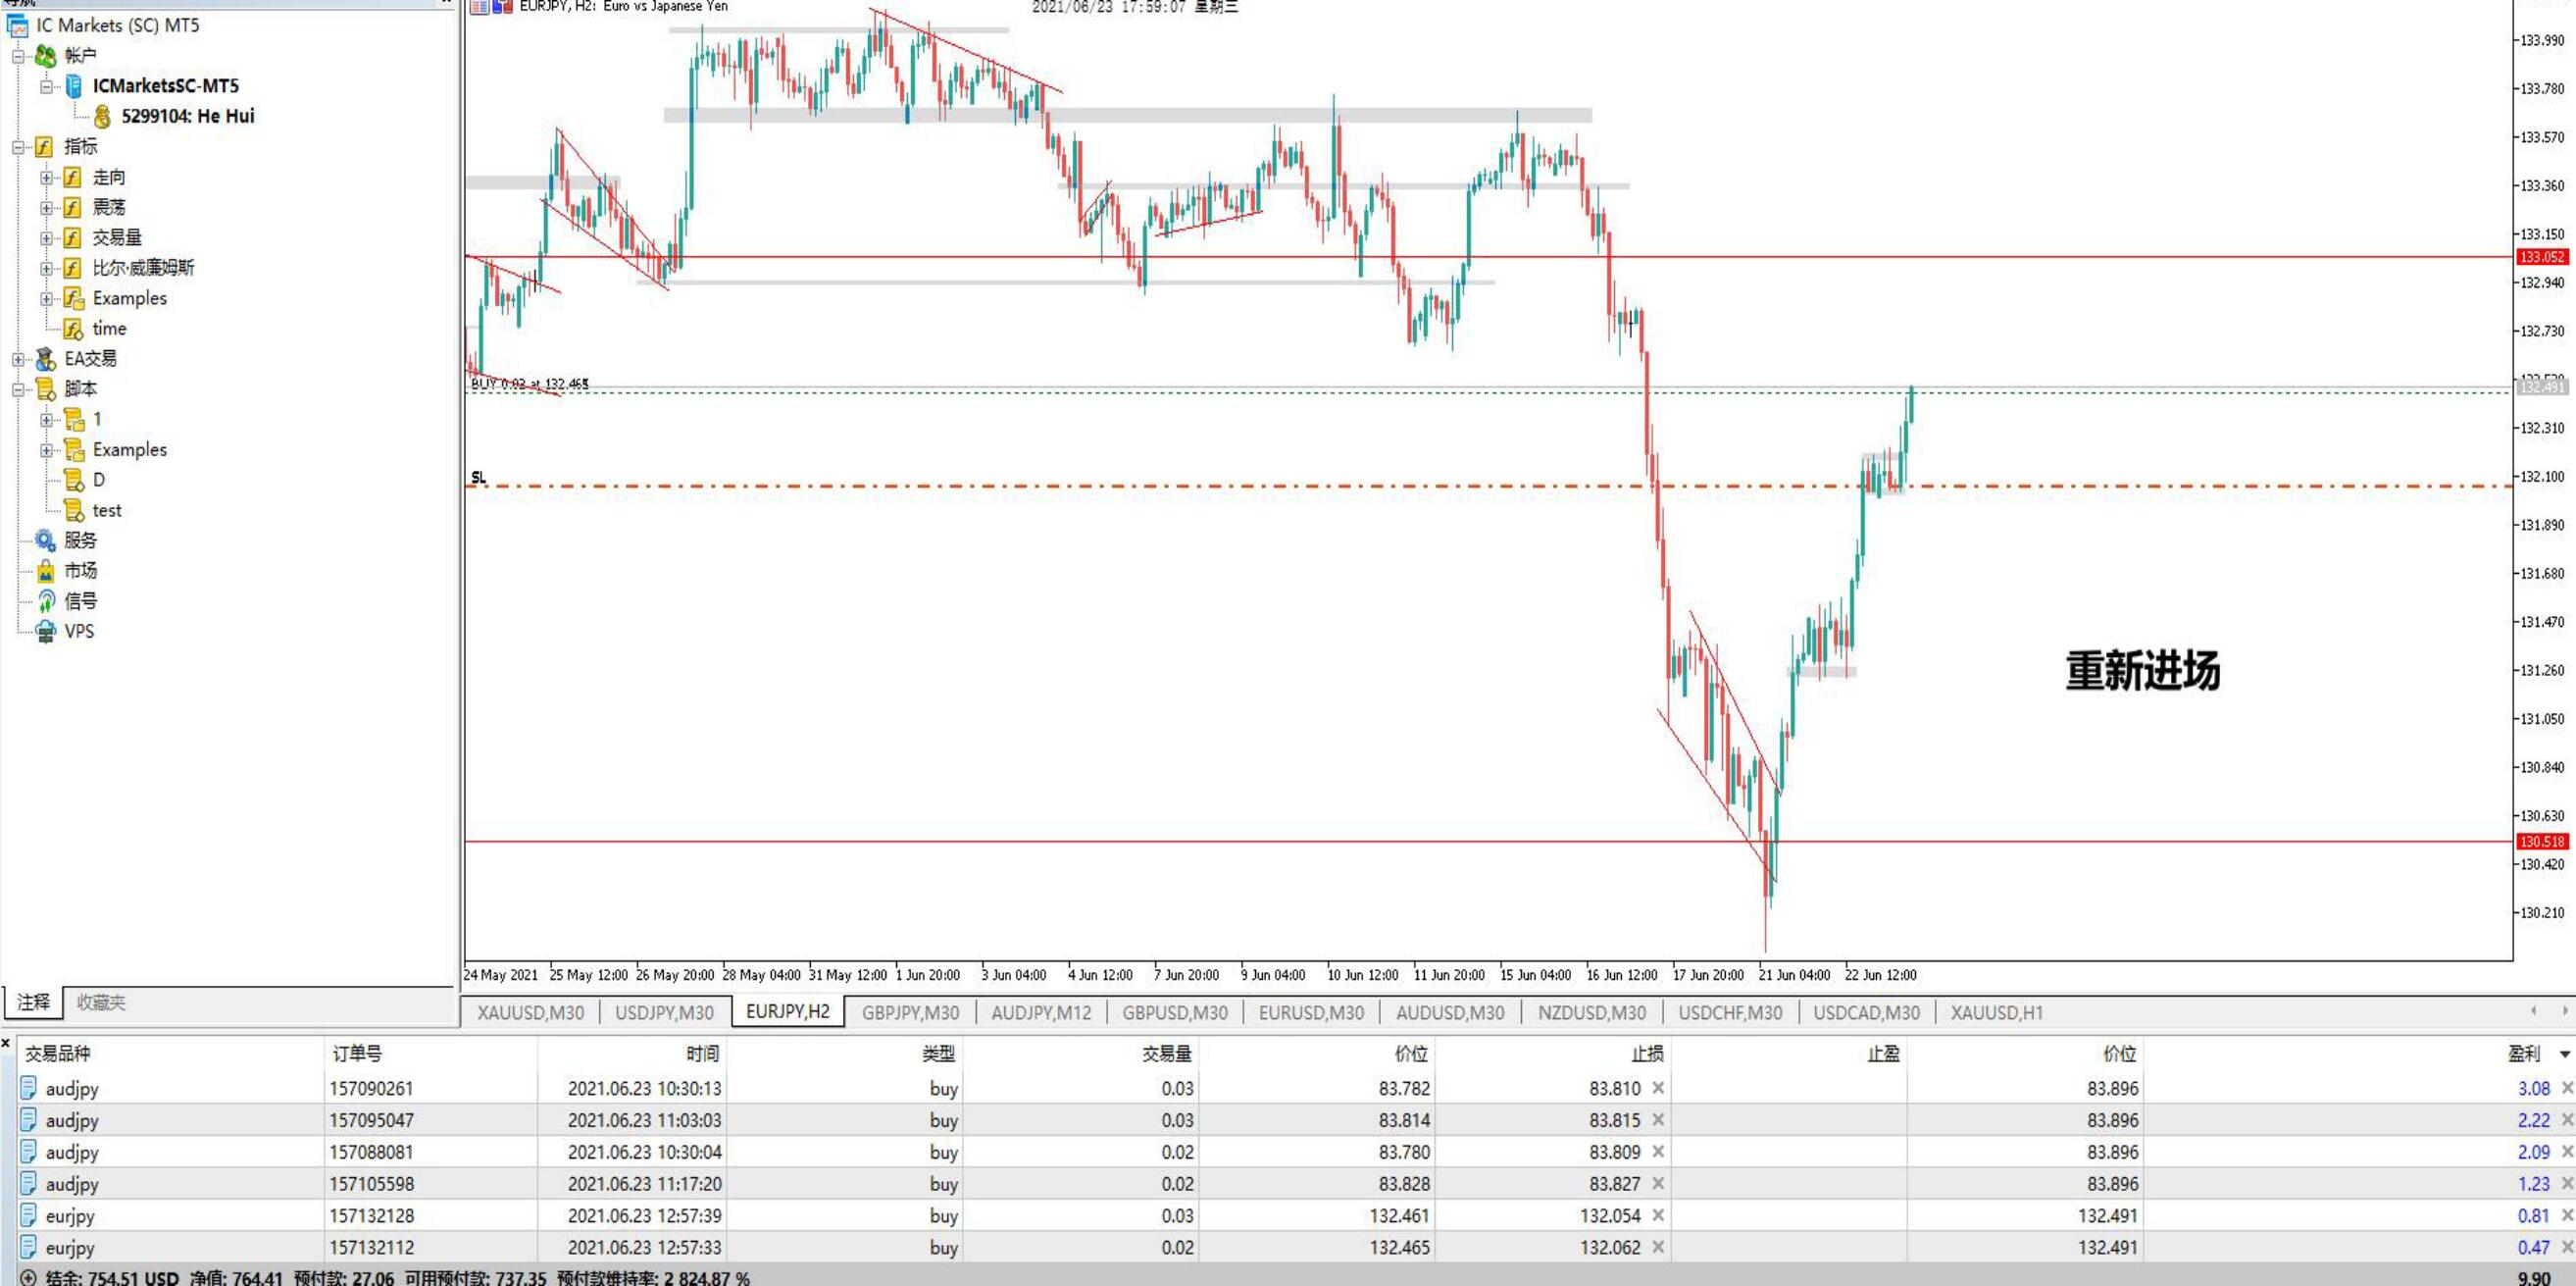 EURJPY, H2: Euro vs Japanese Yen
2021/06/23 17:59:07 星期三
IC Markets (SC) MT5
帐户
ICMarketsSC-MT5
5299104: He Hui
指标
走向
震荡
交易量
比尔·威廉姆斯
Examples
time
EA交易
脚本
1
Examples
D
test
服务
市场
信号
VPS
注释 收藏夹
BUY 0.02 at 132.465
SL
重新进场
133.990
133.780
133.570
133.360
133.150
133.052
132.940
132.730
132.491
132.310
132.100
131.890
131.680
131.470
131.260
131.050
130.840
130.630
130.518
130.420
130.210
24 May 2021 25 May 12:00 26 May 20:00 28 May 04:00 31 May 12:00 1 Jun 20:00 3 Jun 04:00 4 Jun 12:00 7 Jun 20:00 9 Jun 04:00 10 Jun 12:00 11 Jun 20:00 15 Jun 04:00 16 Jun 12:00 17 Jun 20:00 21 Jun 04:00 22 Jun 12:00
XAUUSD,M30 USDJPY,M30 EURJPY,H2 GBPJPY,M30 AUDJPY,M12 GBPUSD,M30 EURUSD,M30 AUDUSD,M30 NZDUSD,M30 USDCHF,M30 USDCAD,M30 XAUUSD,H1
交易品种 订单号 时间 类型 交易量 价位 止损 止盈 价位 盈利
audjpy 157090261 2021.06.23 10:30:13 buy 0.03 83.782 83.810 83.896 3.08
audjpy 157095047 2021.06.23 11:03:03 buy 0.03 83.814 83.815 83.896 2.22
audjpy 157088081 2021.06.23 10:30:04 buy 0.02 83.780 83.809 83.896 2.09
audjpy 157105598 2021.06.23 11:17:20 buy 0.02 83.828 83.827 83.896 1.23
eurjpy 157132128 2021.06.23 12:57:39 buy 0.03 132.461 132.054 132.491 0.81
eurjpy 157132112 2021.06.23 12:57:33 buy 0.02 132.465 132.062 132.491 0.47
结余: 754.51 USD 净值: 764.41 预付款: 27.06 可用预付款: 737.35 预付款维持率: 2 824.87 % 9.90